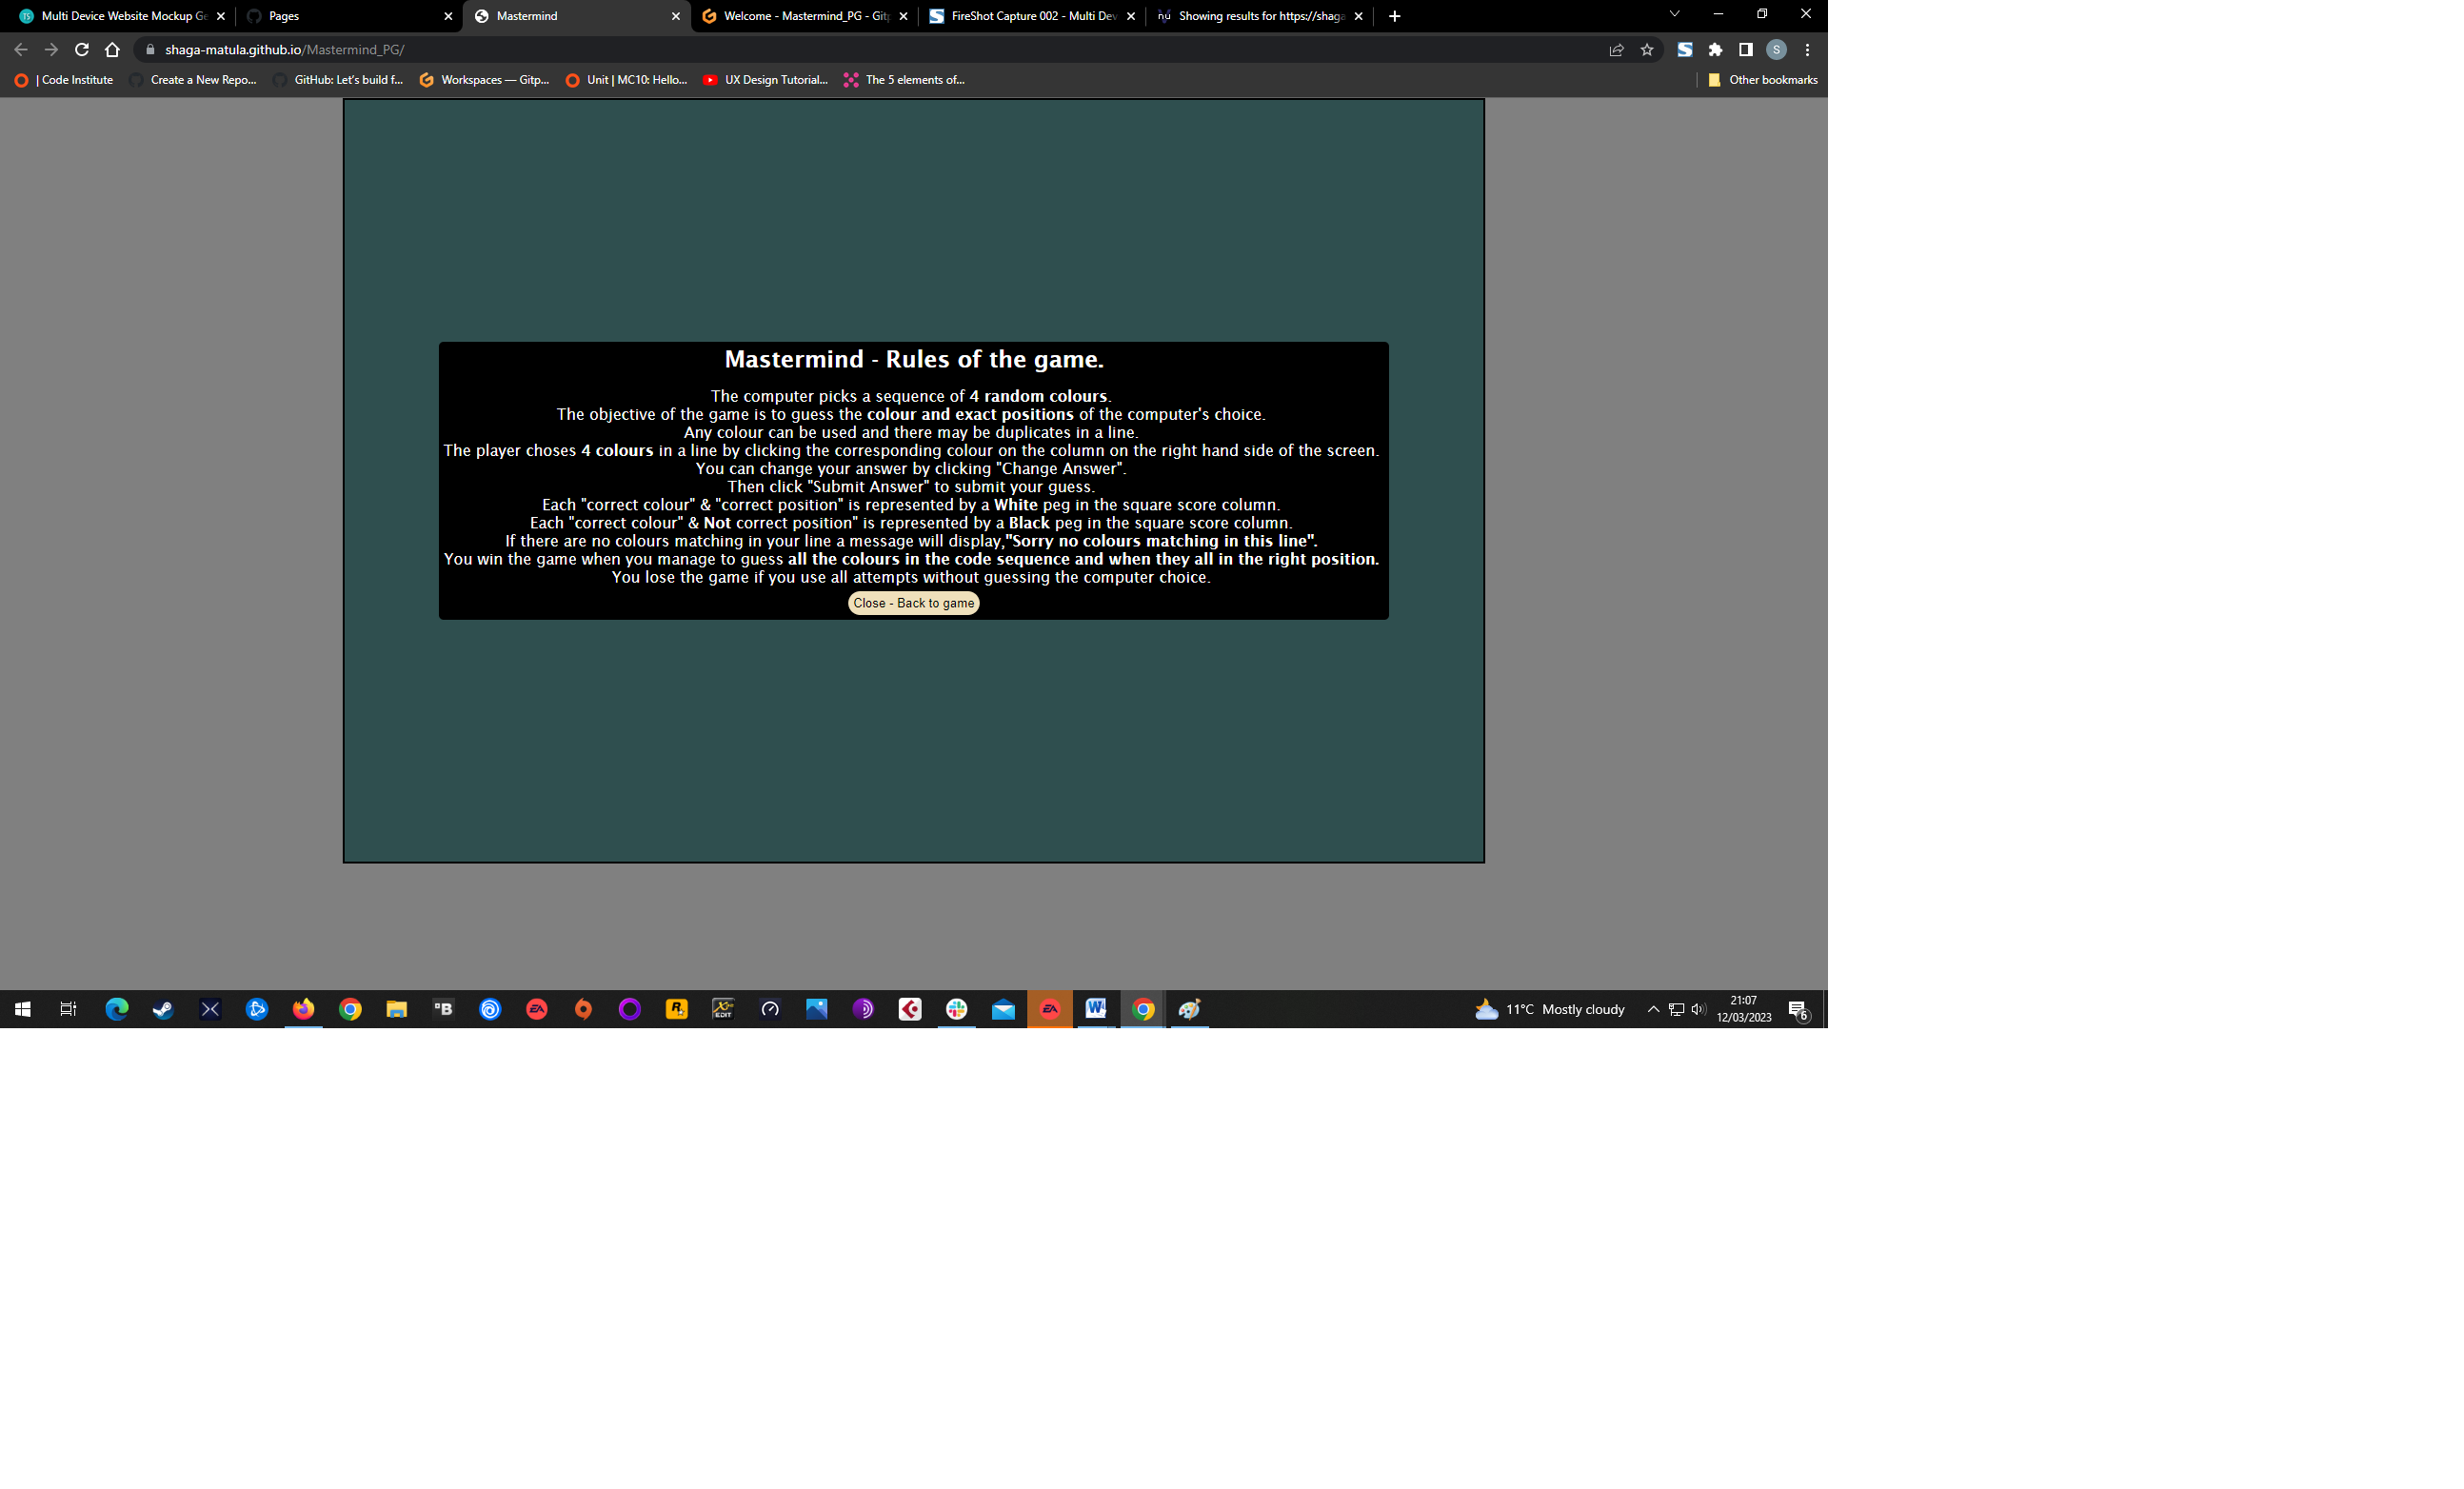 Multi Device Website Mockup Ge
Pages
Mastermind
Welcome - Mastermind_PG - Gitp
FireShot Capture 002 - Multi Dev
Showing results for https://shaga
shaga-matula.github.io/Mastermind_PG/
| Code Institute
Create a New Repo...
GitHub: Let's build f...
Workspaces — Gitp...
Unit | MC10: Hello...
UX Design Tutorial...
The 5 elements of...
Other bookmarks
Mastermind - Rules of the game.
The computer picks a sequence of 4 random colours.
The objective of the game is to guess the colour and exact positions of the computer's choice.
Any colour can be used and there may be duplicates in a line.
The player choses 4 colours in a line by clicking the corresponding colour on the column on the right hand side of the screen.
You can change your answer by clicking "Change Answer".
Then click "Submit Answer" to submit your guess.
Each "correct colour" & "correct position" is represented by a White peg in the square score column.
Each "correct colour" & Not correct position" is represented by a Black peg in the square score column.
If there are no colours matching in your line a message will display,"Sorry no colours matching in this line".
You win the game when you manage to guess all the colours in the code sequence and when they all in the right position.
You lose the game if you use all attempts without guessing the computer choice.
Close - Back to game
11°C Mostly cloudy
21:07
12/03/2023
6